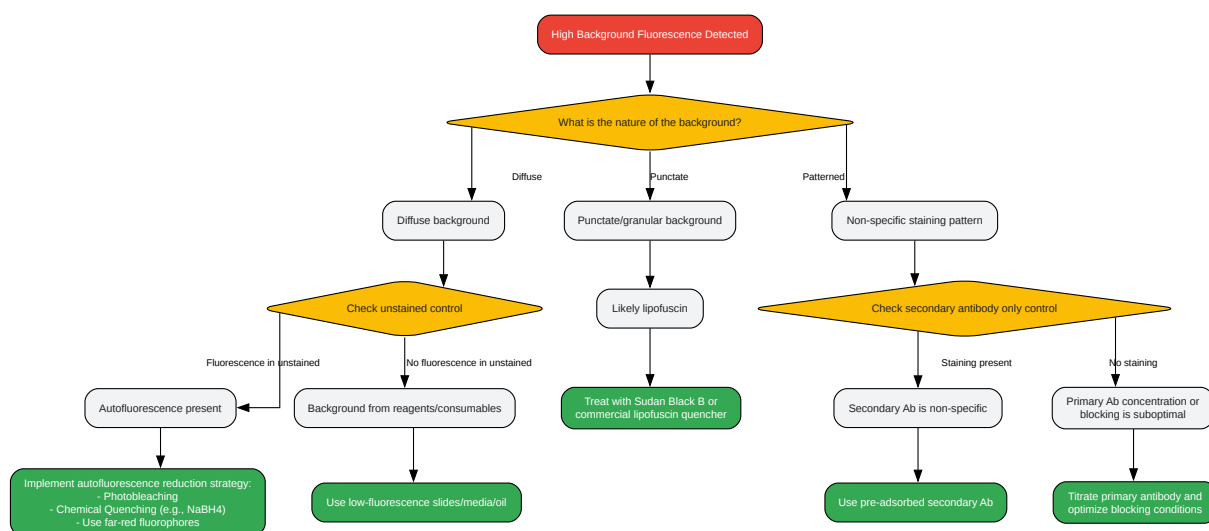 High Background Fluorescence Detected
What is the nature of the background?
Diffuse
Punctate
Patterned
Diffuse background
Punctate/granular background
Non-specific staining pattern
Check unstained control
Likely lipofuscin
Check secondary antibody only control
Fluorescence in unstained
No fluorescence in unstained
Staining present
No staining
Autofluorescence present
Background from reagents/consumables
Treat with Sudan Black B or
commercial lipofuscin quencher
Secondary Ab is non-specific
Primary Ab concentration or
blocking is suboptimal
Implement autofluorescence reduction strategy:
- Photobleaching
- Chemical Quenching (e.g., NaBH4)
- Use far-red fluorophores
Use low-fluorescence slides/media/oil
Use pre-adsorbed secondary Ab
Titrate primary antibody and
optimize blocking conditions